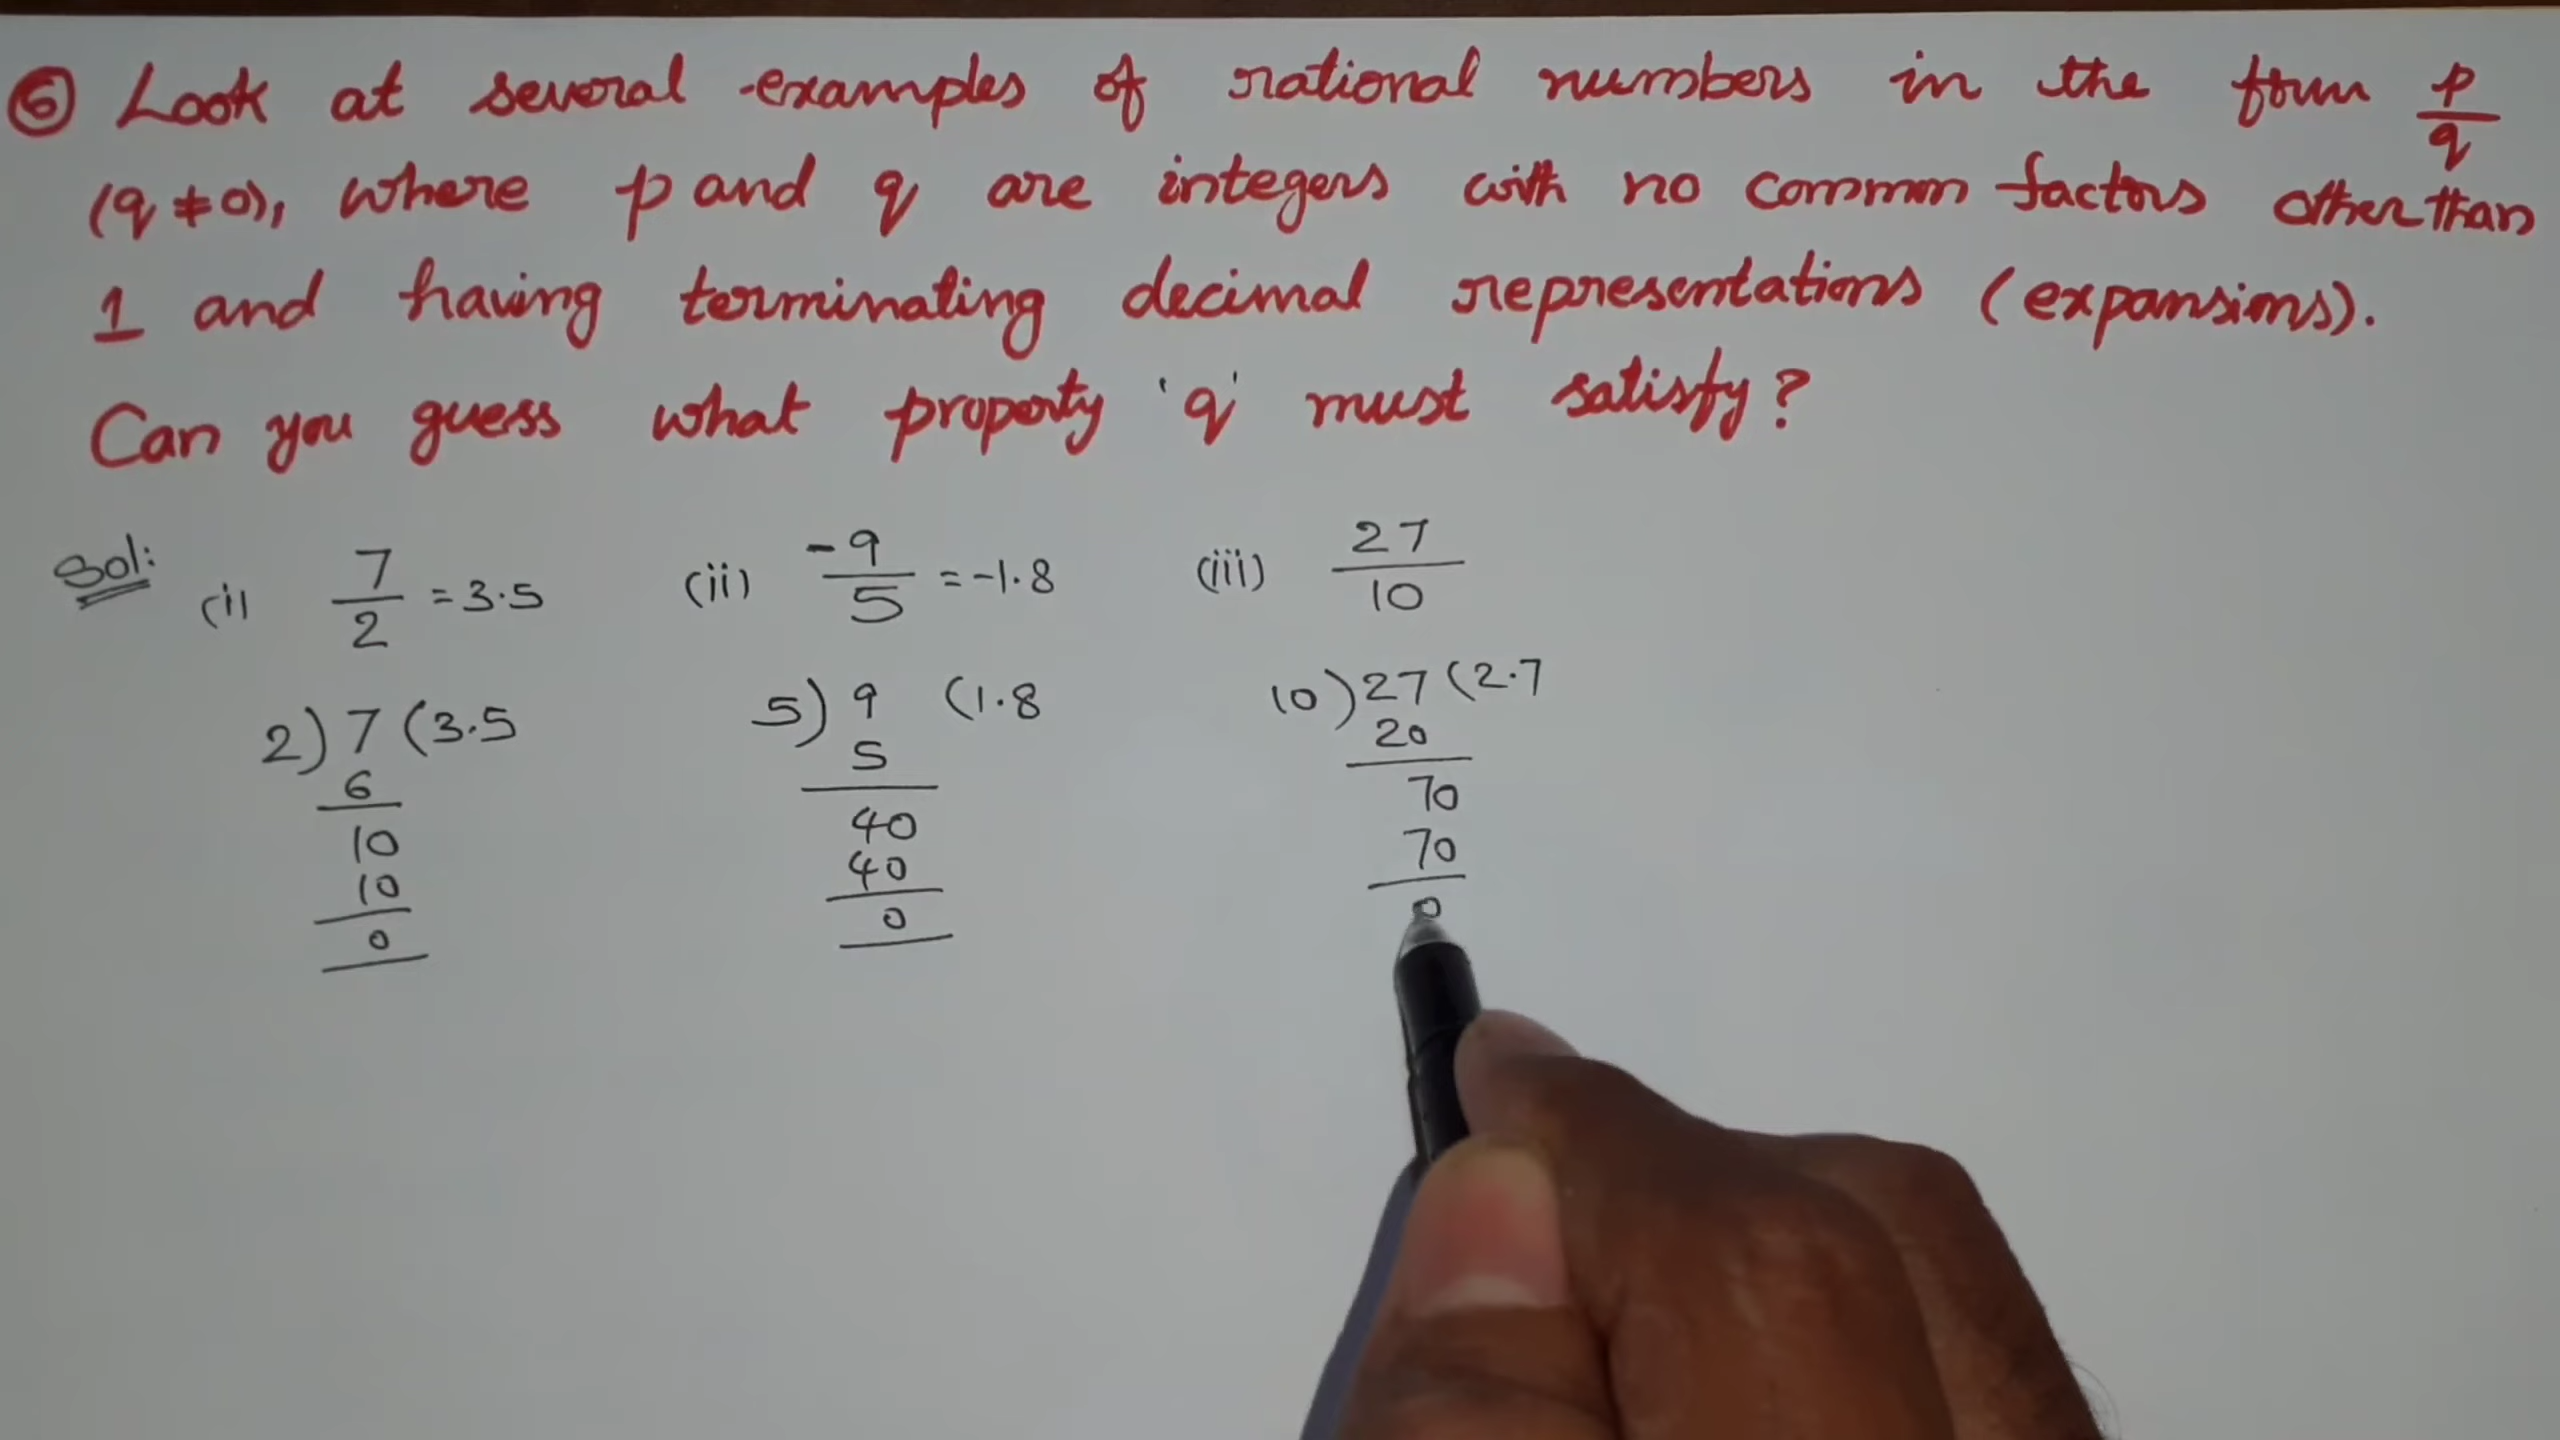 6 Look at several examples of rational numbers in the form p/q
(q ≠ 0), where p and q are integers with no common factors other than
1 and having terminating decimal representations (expansions).
Can you guess what property 'q' must satisfy?
Sol:
(i) 7/2 = 3.5 (ii) -9/5 = -1.8 (iii) 27/10
2) 7 (3.5 5) 9 (1.8 10) 27 (2.7
6 5 20
10 40 70
10 40 70
0 0 0